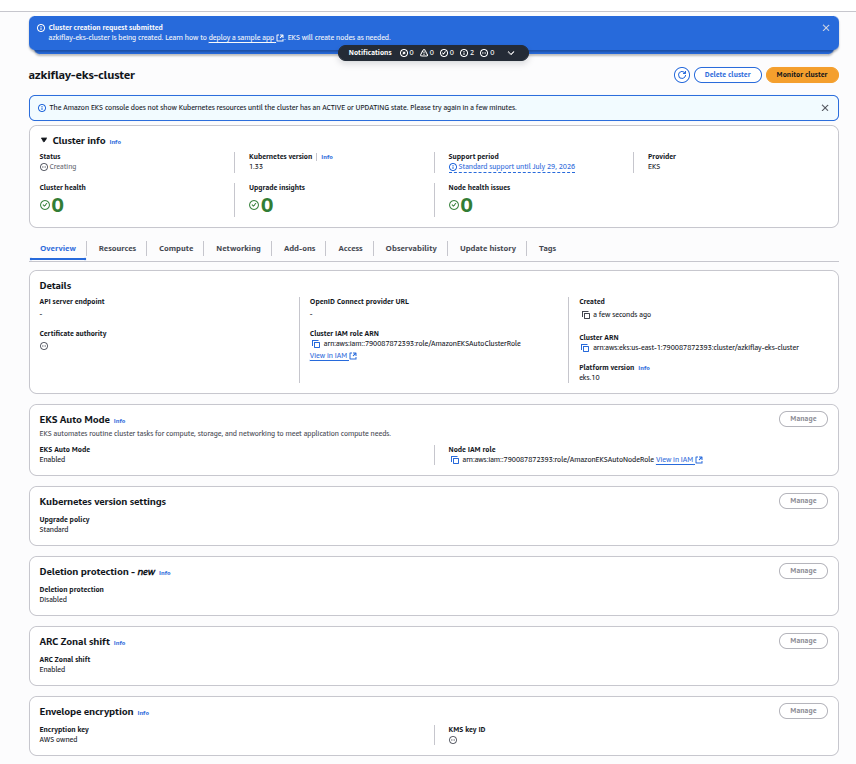 Cluster creation request submitted
azkiflay-eks-cluster is being created. Learn how to deploy a sample app. EKS will create nodes as needed.
Notifications 0 0 0 2 0
azkiflay-eks-cluster
Delete cluster Monitor cluster
The Amazon EKS console does not show Kubernetes resources until the cluster has an ACTIVE or UPDATING state. Please try again in a few minutes.
Cluster info Info
Status
Creating
Kubernetes version Info
1.33
Support period
Standard support until July 29, 2026
Provider
EKS
Cluster health
0
Upgrade insights
0
Node health issues
0
Overview Resources Compute Networking Add-ons Access Observability Update history Tags
Details
API server endpoint
-
Certificate authority
OpenID Connect provider URL
-
Cluster IAM role ARN
arn:aws:iam::790087872393:role/AmazonEKSAutoClusterRole
View in IAM
Created
a few seconds ago
Cluster ARN
arn:aws:eks:us-east-1:790087872393:cluster/azkiflay-eks-cluster
Platform version Info
eks.10
EKS Auto Mode Info
Manage
EKS automates routine cluster tasks for compute, storage, and networking to meet application compute needs.
EKS Auto Mode
Enabled
Node IAM role
arn:aws:iam::790087872393:role/AmazonEKSAutoNodeRole View in IAM
Kubernetes version settings
Manage
Upgrade policy
Standard
Deletion protection - new Info
Manage
Deletion protection
Disabled
ARC Zonal shift Info
Manage
ARC Zonal shift
Enabled
Envelope encryption Info
Manage
Encryption key
AWS owned
KMS key ID